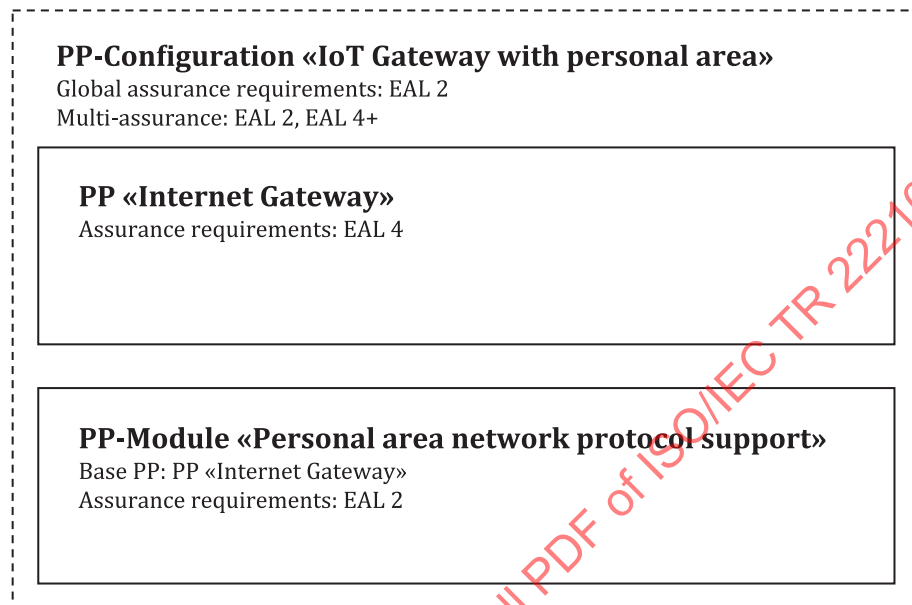 PP-Configuration «IoT Gateway with personal area»
Global assurance requirements: EAL 2
Multi-assurance: EAL 2, EAL 4+
PP «Internet Gateway»
Assurance requirements: EAL 4
PP-Module «Personal area network protocol support»
Base PP: PP «Internet Gateway»
Assurance requirements: EAL 2
PDF of ISO/IEC TR